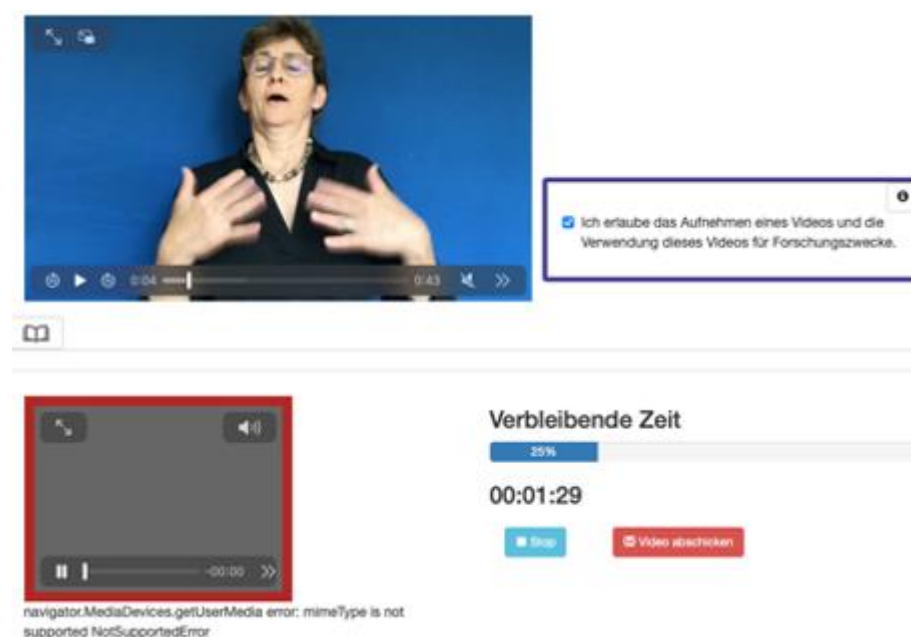 0:04
0:43
Ich erlaube das Aufnehmen eines Videos und die
Verwendung dieses Videos für Forschungszwecke.
Verbleibende Zeit
25%
00:01:29
Stop
Video abschicken
-00:00
navigator.MediaDevices.getUserMedia error: mimeType is not
supported NotSupportedError